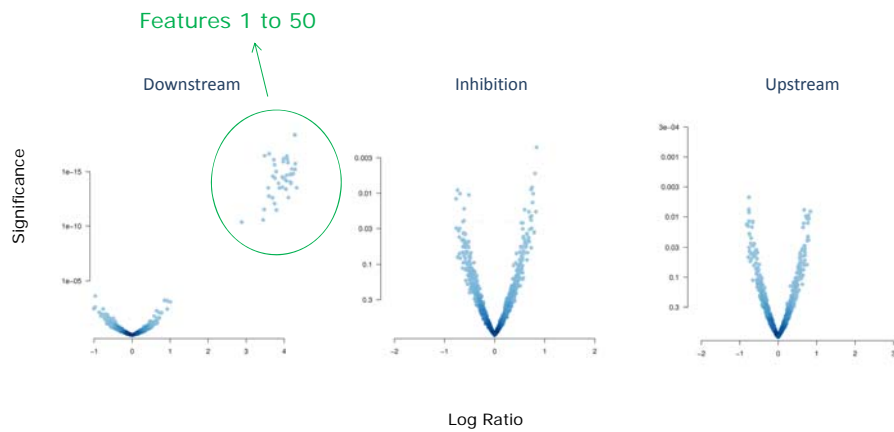 Features 1 to 50
Downstream
Inhibition
Upstream
Significance
1e−15
1e−10
1e−05
−1 0 1 2 3 4
0.003
0.01
0.03
0.1
0.3
−2 −1 0 1 2
3e−04
0.001
0.003
0.01
0.03
0.1
0.3
−2 −1 0 1 2 3
Log Ratio